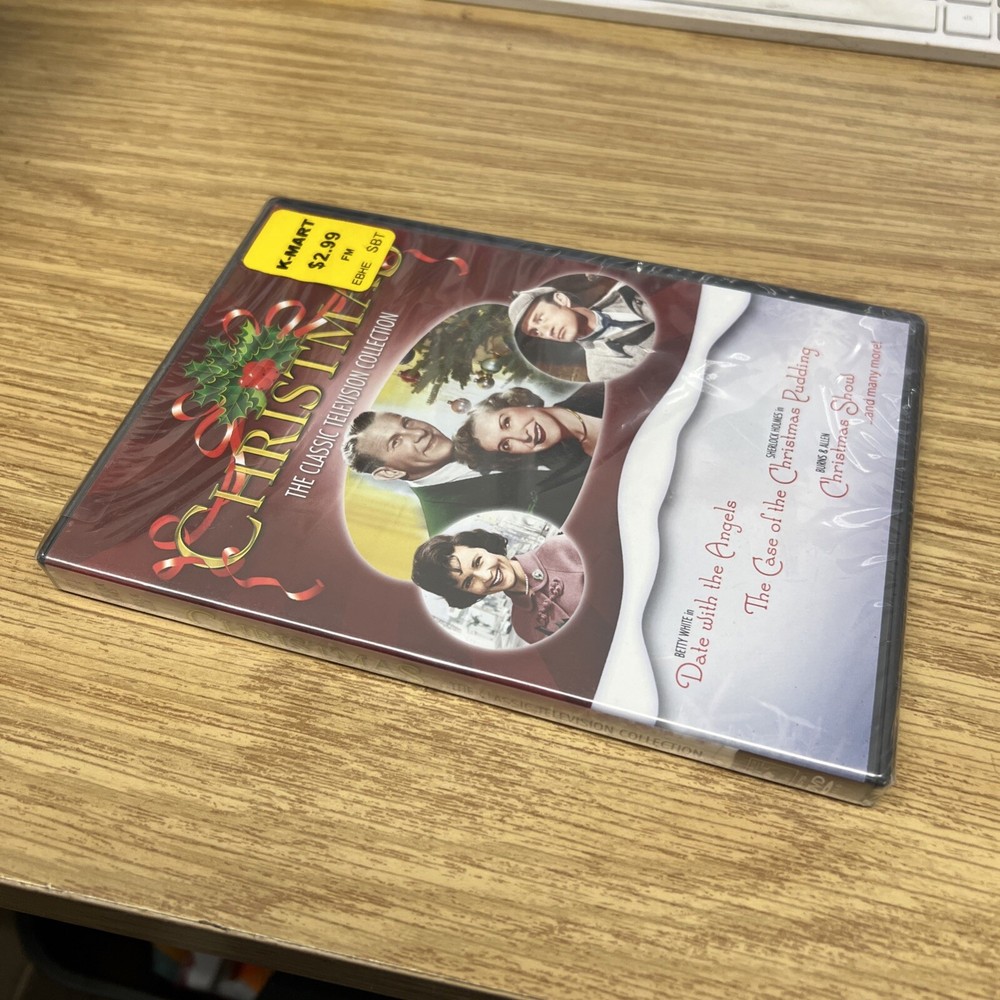 K-MART
$2.99
FM
EBHE SBT
CHRISTMAS
THE CLASSIC TELEVISION COLLECTION
BETTY WHITE in
Date with the Angels
SHERLOCK HOLMES in
The Case of the Christmas Pudding
BURNS & ALLEN
Christmas Show!
-and many more!
CHRISTMAS
THE CLASSIC TELEVISION COLLECTION